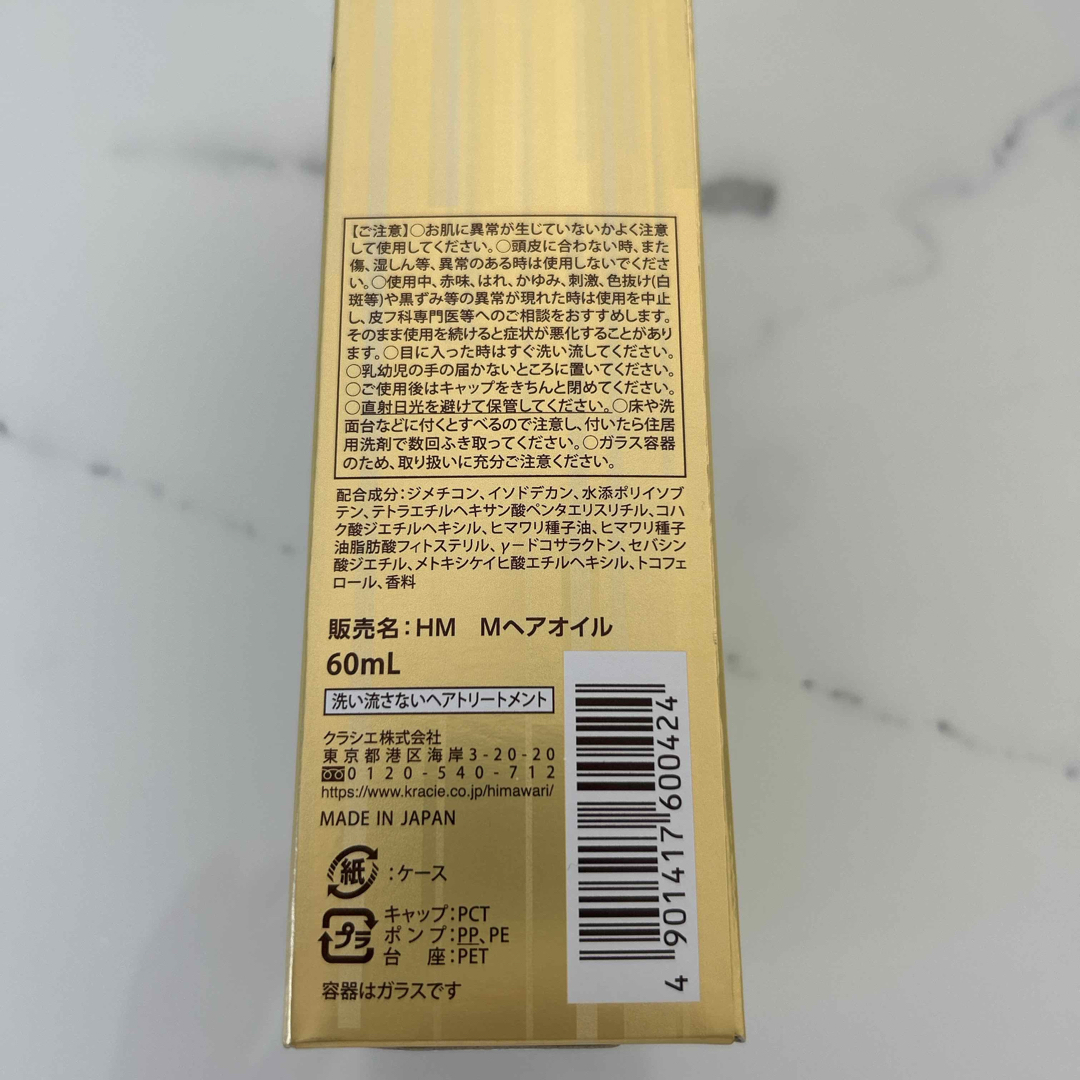 【ご注意】○お肌に異常が生じていないかよく注意
して使用してください。○頭皮に合わない時、また
傷、湿しん等、異常のある時は使用しないでくださ
い。○使用中、赤味、はれ、かゆみ、刺激、色抜け(白
斑等)や黒ずみ等の異常が現れた時は使用を中止
し、皮フ科専門医等へのご相談をおすすめします。
そのまま使用を続けると症状が悪化することがあり
ます。○目に入った時はすぐ洗い流してください。
○乳幼児の手の届かないところに置いてください。
○ご使用後はキャップをきちんと閉めてください。
○直射日光を避けて保管してください。○床や洗
面台などに付くとすべるので注意し、付いたら住居
用洗剤で数回ふき取ってください。○ガラス容器
のため、取り扱いに充分ご注意ください。
配合成分：ジメチコン、イソドデカン、水添ポリイソブ
テン、テトラエチルヘキサン酸ペンタエリスリチル、コハ
ク酸ジエチルヘキシル、ヒマワリ種子油、ヒマワリ種子
油脂肪酸フィトステリル、γードコサラクトン、セバシン
酸ジエチル、メトキシケイヒ酸エチルヘキシル、トコフェ
ロール、香料
販売名：HM Mヘアオイル
60mL
洗い流さないヘアトリートメント
クラシエ株式会社
東京都港区海岸3-20-20
0120-540-712
https://www.kracie.co.jp/himawari/
MADE IN JAPAN
紙：ケース
プラ
キャップ：PCT
ポンプ：PP、PE
台座：PET
容器はガラスです
4 901417 600424